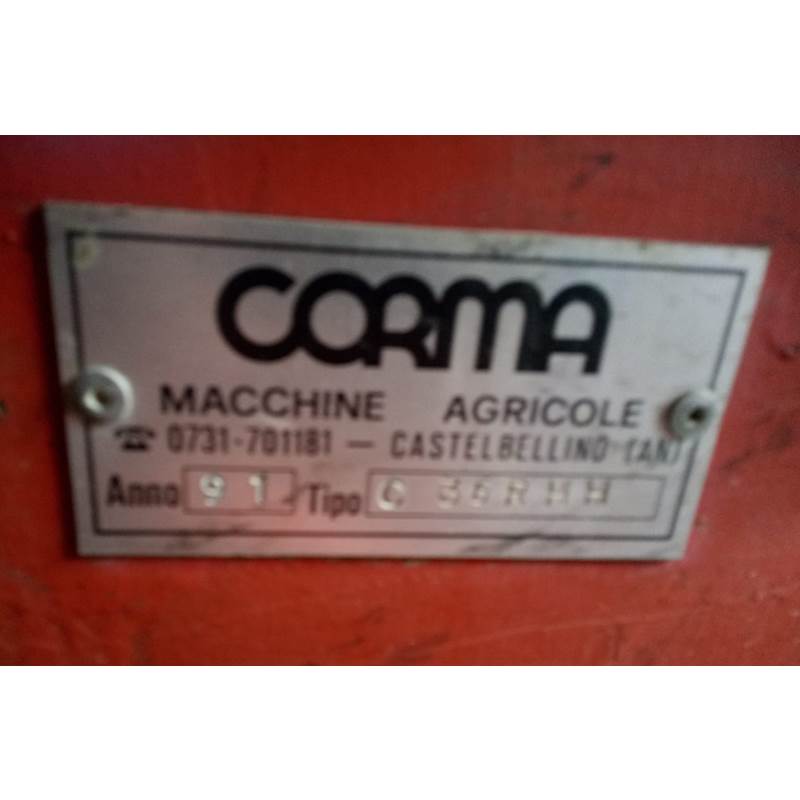 CORMA
MACCHINE AGRICOLE
☎ 0731-701181 — CASTELBELLINO (AN)
Anno 91 Tipo C